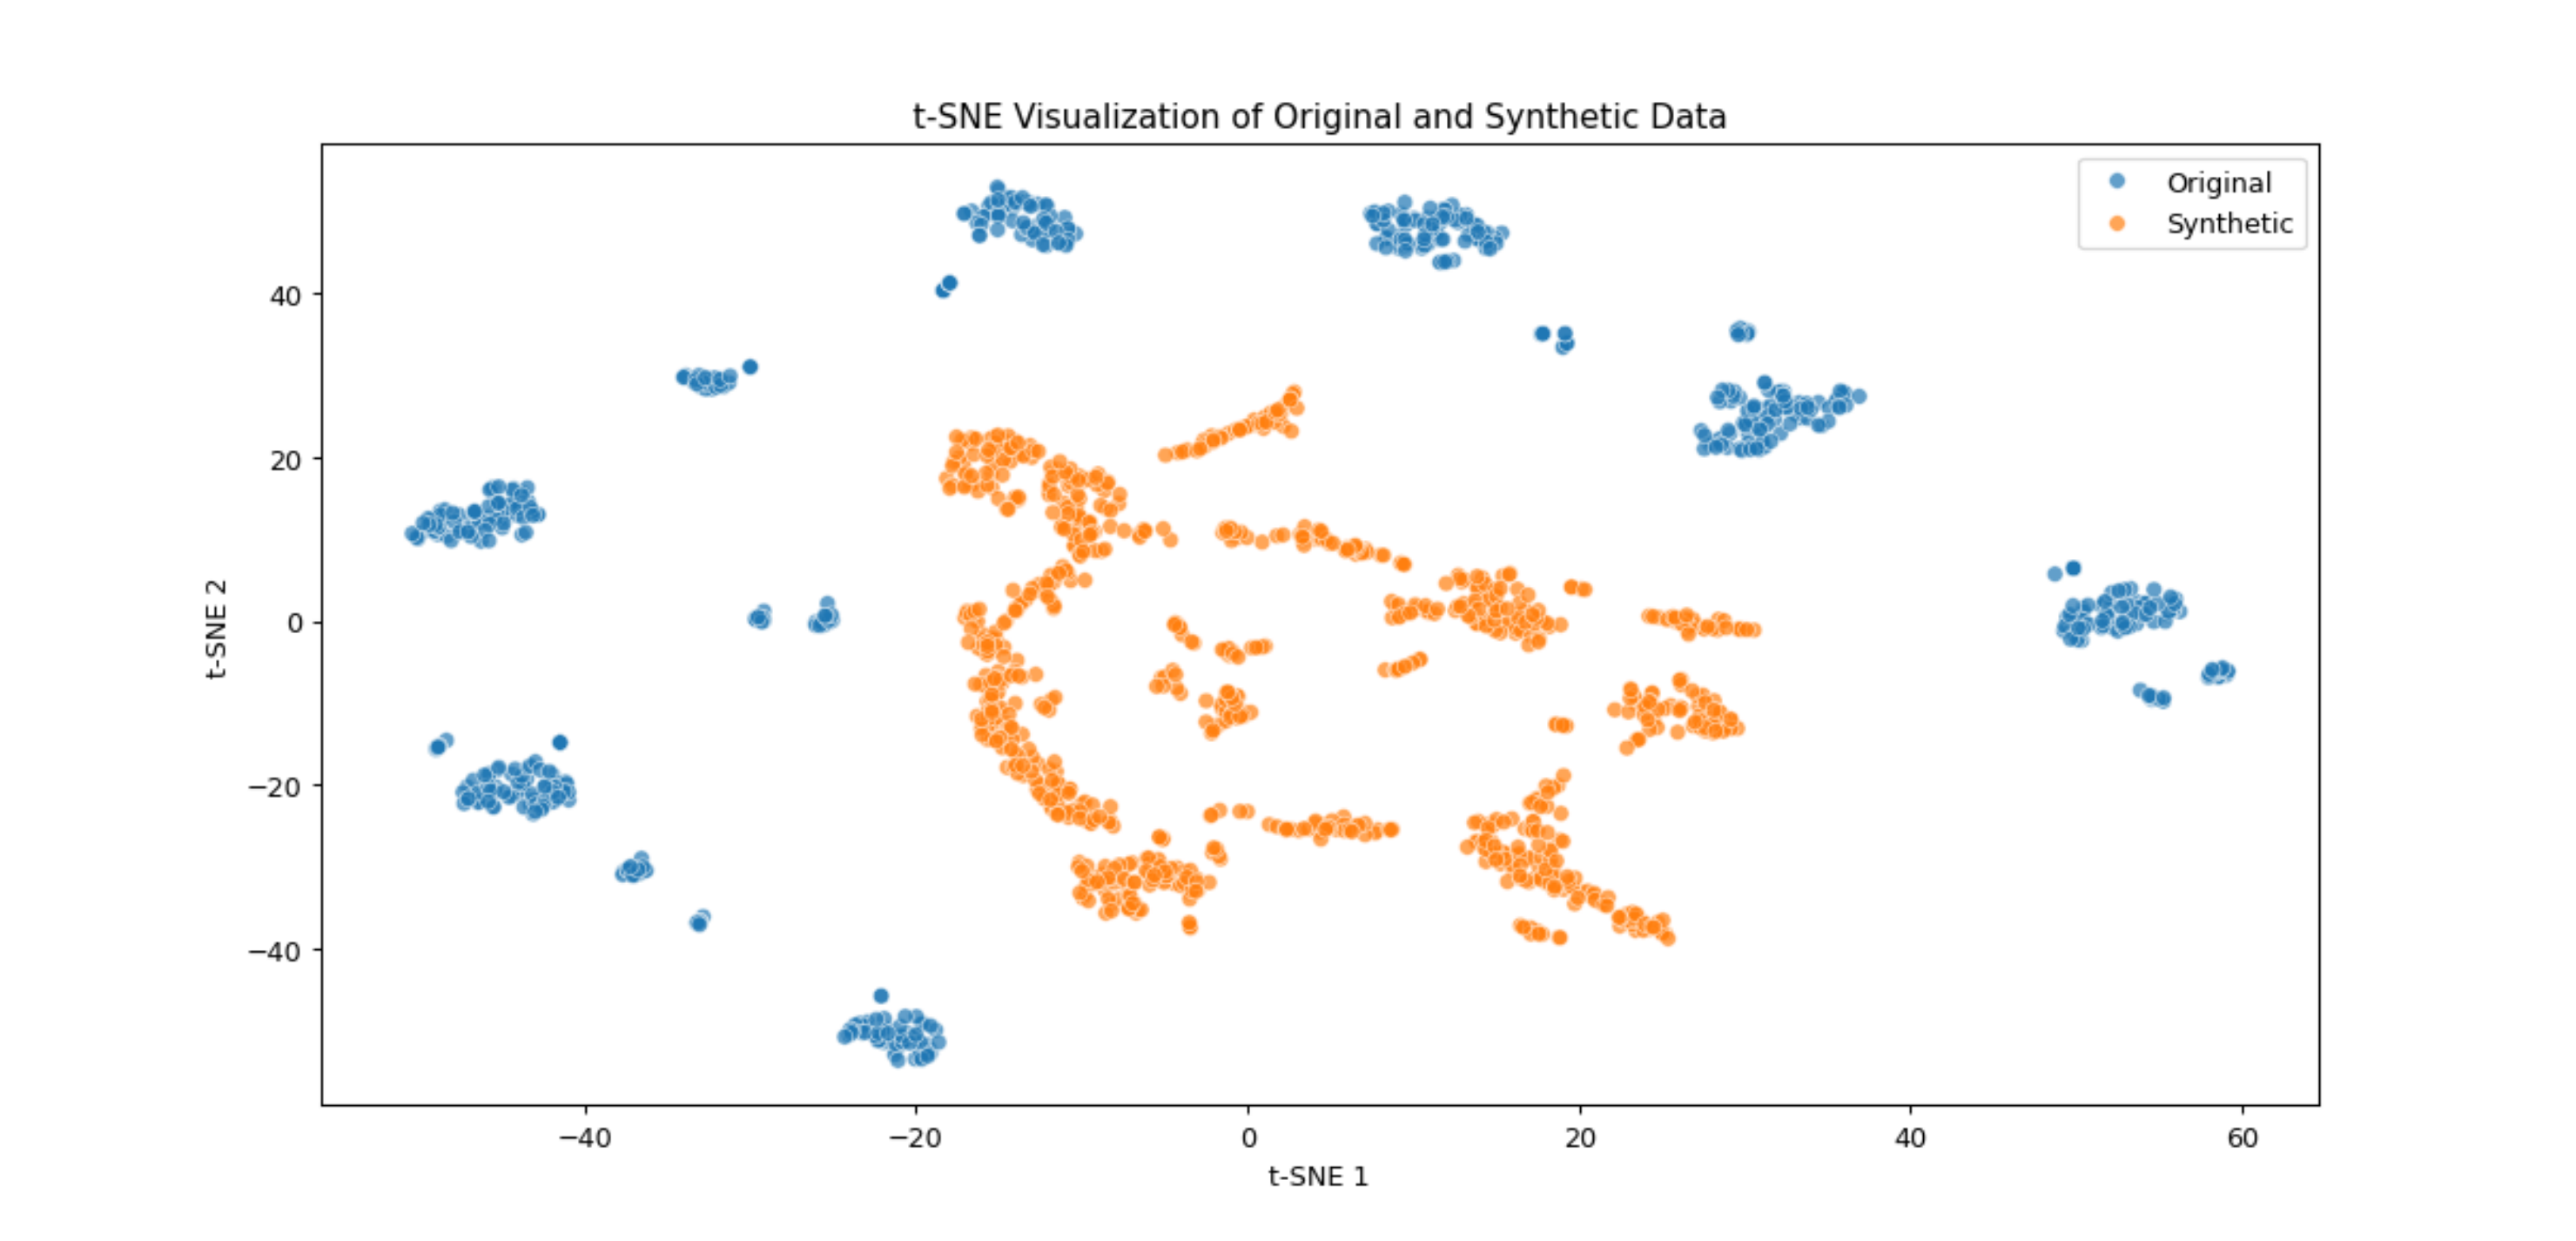 t-SNE Visualization of Original and Synthetic Data
Original
Synthetic
40
20
0
−20
−40
t-SNE 2
−40
−20
0
20
40
60
t-SNE 1